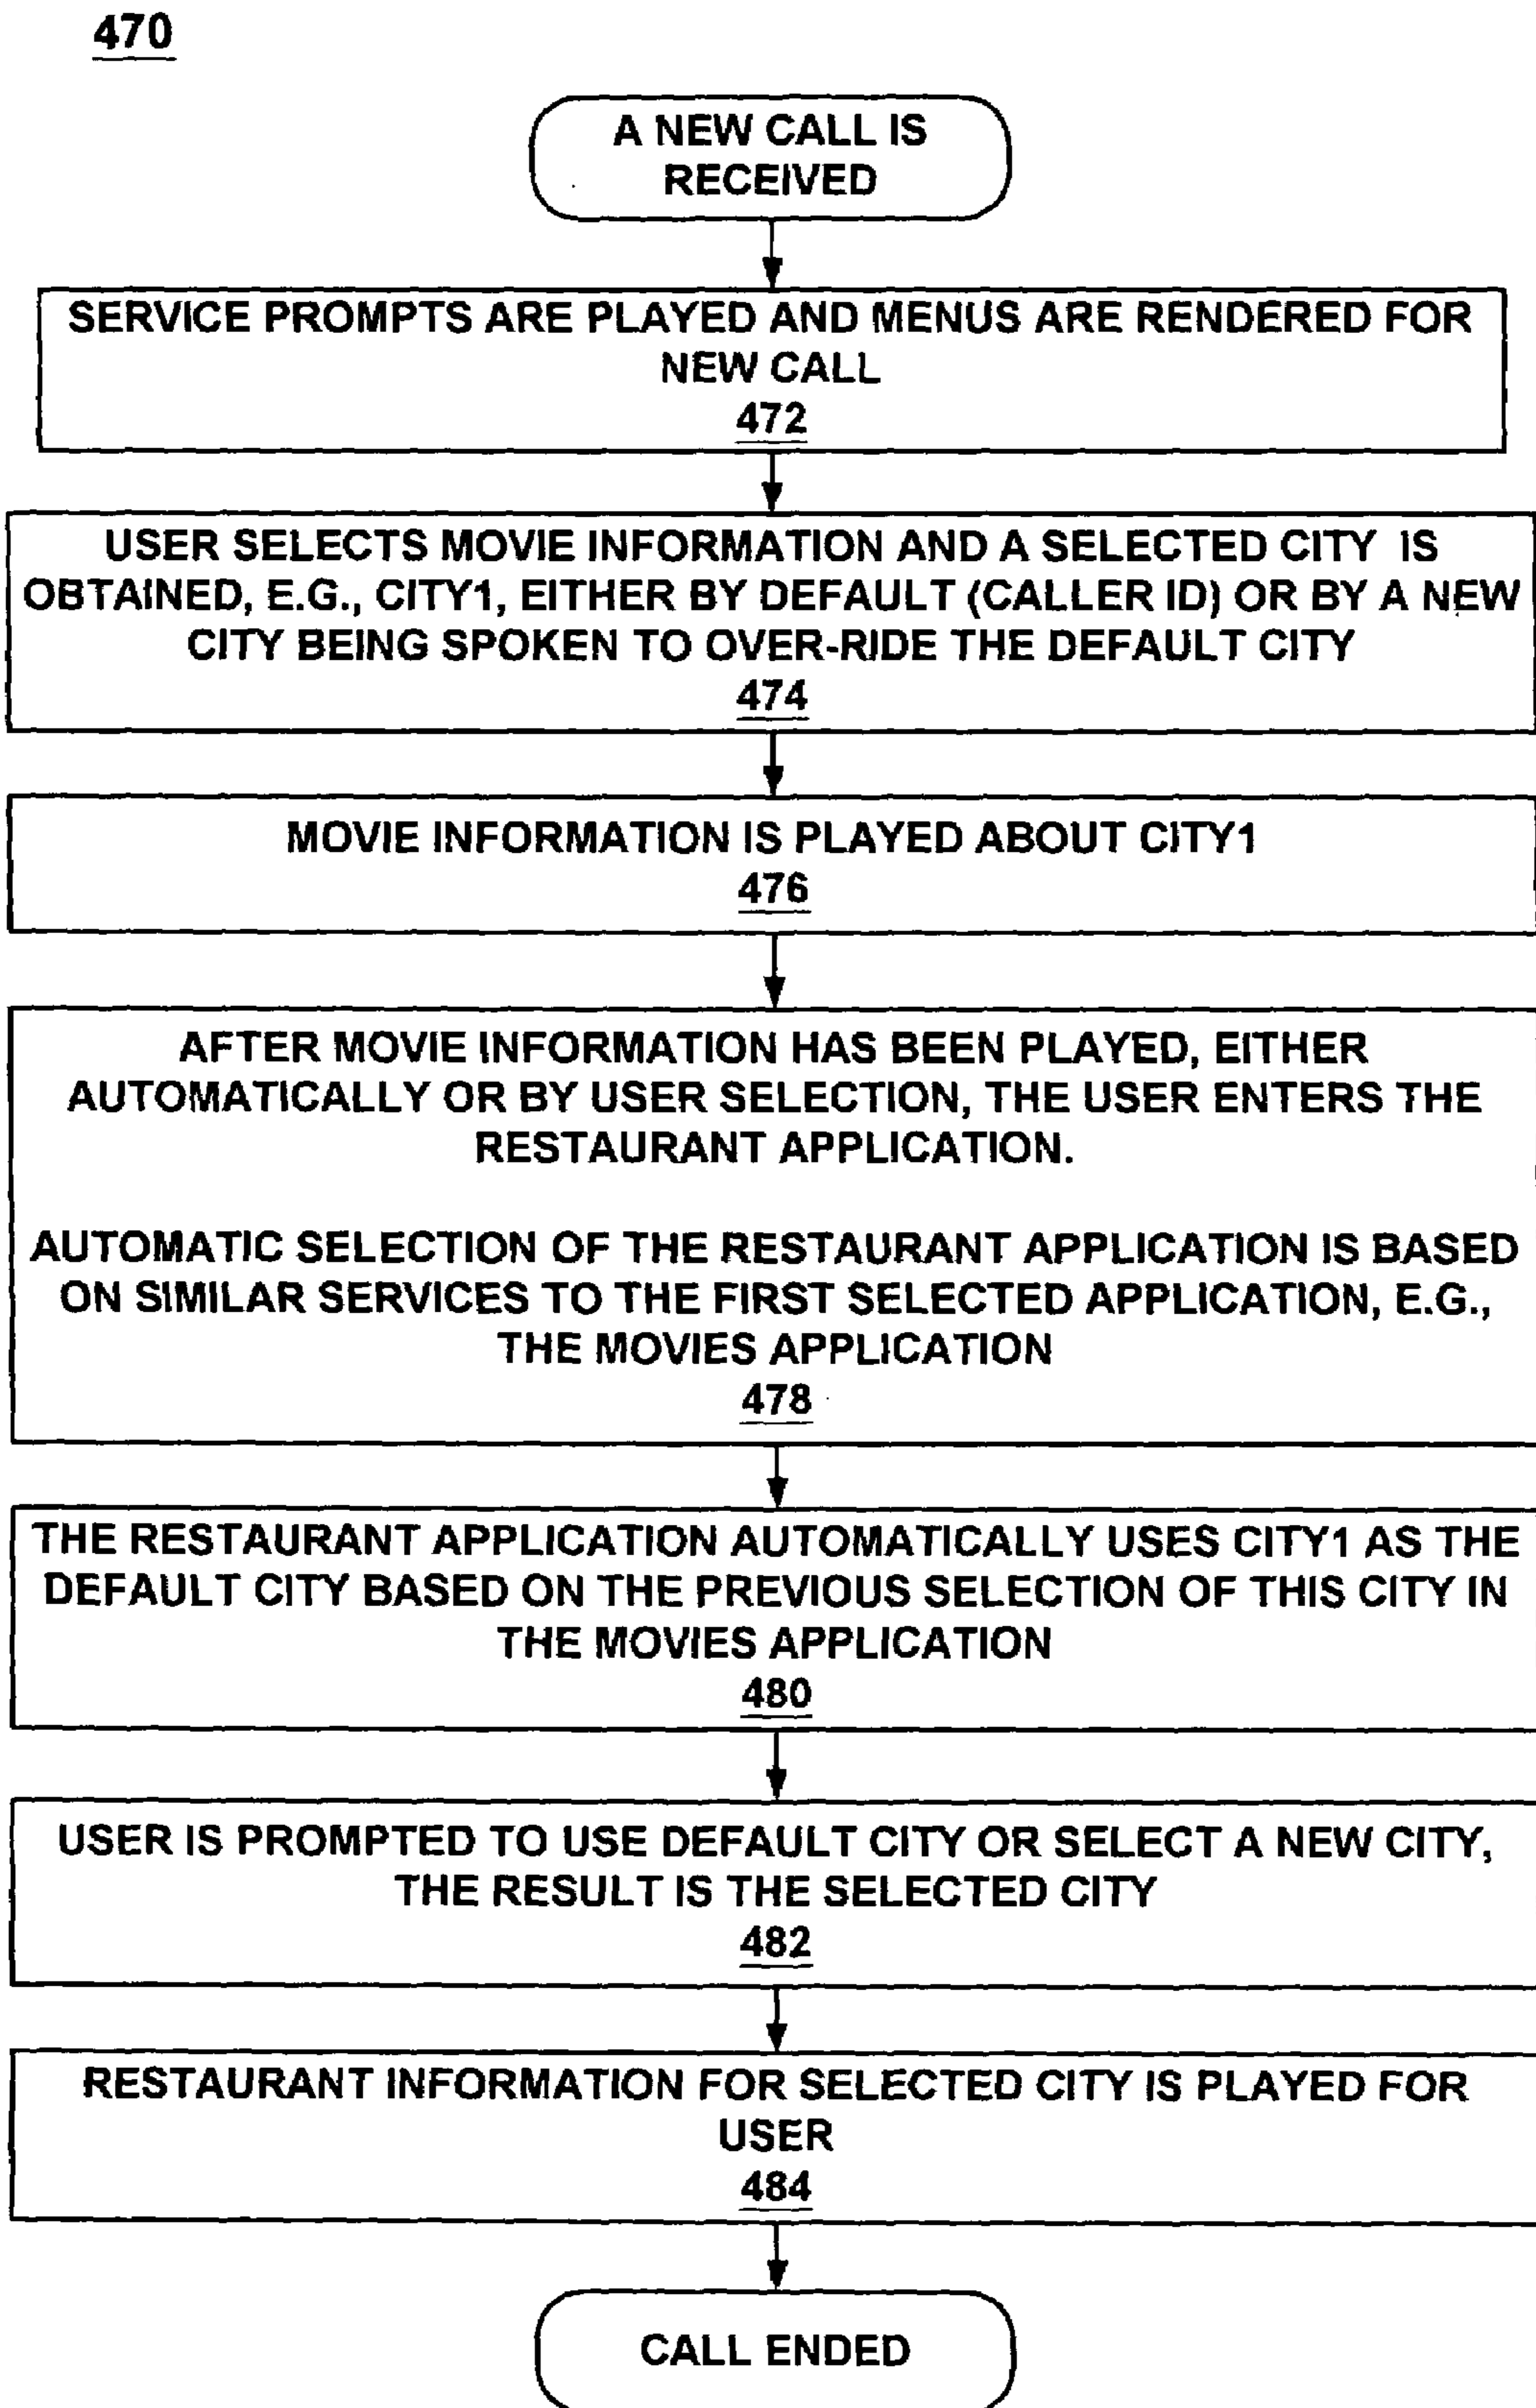 470
A NEW CALL IS
RECEIVED
SERVICE PROMPTS ARE PLAYED AND MENUS ARE RENDERED FOR
NEW CALL
472
USER SELECTS MOVIE INFORMATION AND A SELECTED CITY IS
OBTAINED, E.G., CITY1, EITHER BY DEFAULT (CALLER ID) OR BY A NEW
CITY BEING SPOKEN TO OVER-RIDE THE DEFAULT CITY
474
MOVIE INFORMATION IS PLAYED ABOUT CITY1
476
AFTER MOVIE INFORMATION HAS BEEN PLAYED, EITHER
AUTOMATICALLY OR BY USER SELECTION, THE USER ENTERS THE
RESTAURANT APPLICATION.
AUTOMATIC SELECTION OF THE RESTAURANT APPLICATION IS BASED
ON SIMILAR SERVICES TO THE FIRST SELECTED APPLICATION, E.G.,
THE MOVIES APPLICATION
478
THE RESTAURANT APPLICATION AUTOMATICALLY USES CITY1 AS THE
DEFAULT CITY BASED ON THE PREVIOUS SELECTION OF THIS CITY IN
THE MOVIES APPLICATION
480
USER IS PROMPTED TO USE DEFAULT CITY OR SELECT A NEW CITY,
THE RESULT IS THE SELECTED CITY
482
RESTAURANT INFORMATION FOR SELECTED CITY IS PLAYED FOR
USER
484
CALL ENDED